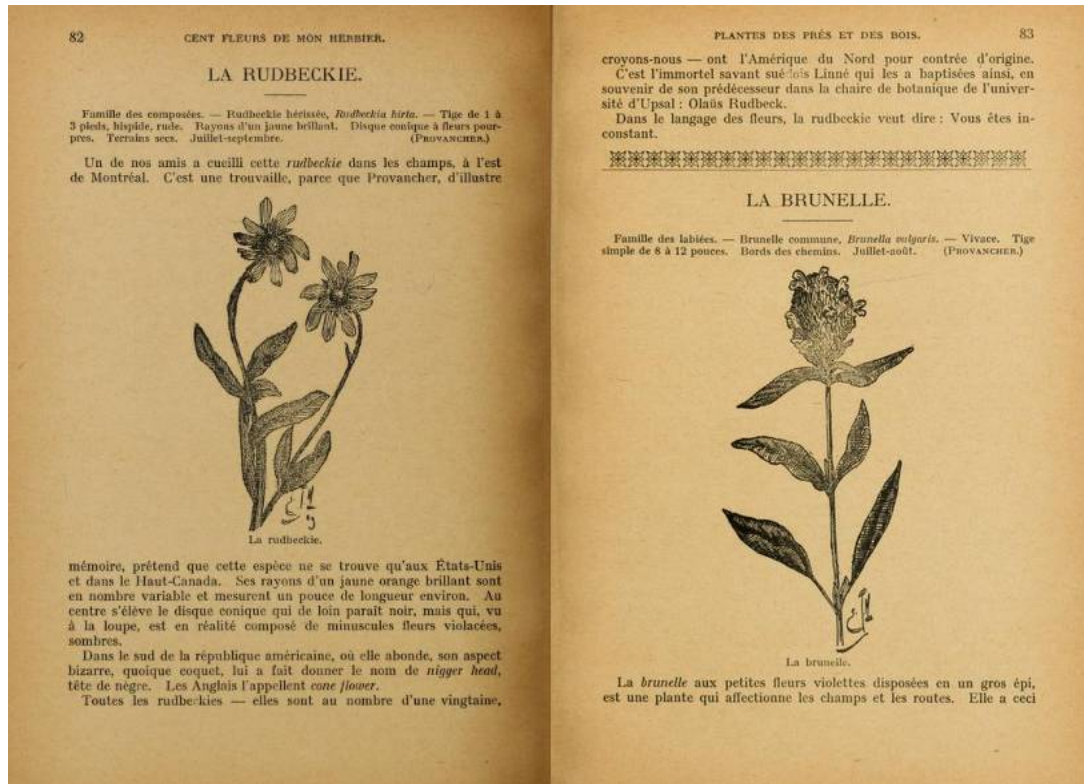 82
CENT FLEURS DE MON HERBIER.
LA RUDBECKIE.
Famille des composées. — Rudbeckie hérissée, Rudbeckia hirta. — Tige de 1 à
3 pieds, hispide, rude. Rayons d'un jaune brillant. Disque conique à fleurs pour-
pres. Terrains secs. Juillet-septembre. (PROVANCHER.)
Un de nos amis a cueilli cette rudbeckie dans les champs, à l'est
de Montréal. C'est une trouvaille, parce que Provancher, d'illustre
La rudbeckie.
mémoire, prétend que cette espèce ne se trouve qu'aux États-Unis
et dans le Haut-Canada. Ses rayons d'un jaune orange brillant sont
en nombre variable et mesurent un pouce de longueur environ. Au
centre s'élève le disque conique qui de loin paraît noir, mais qui, vu
à la loupe, est en réalité composé de minuscules fleurs violacées,
sombres.
Dans le sud de la république américaine, où elle abonde, son aspect
bizarre, quoique coquet, lui a fait donner le nom de nigger head,
tête de nègre. Les Anglais l'appellent cone flower.
Toutes les rudbeckies — elles sont au nombre d'une vingtaine,
PLANTES DES PRÉS ET DES BOIS.
83
croyons-nous — ont l'Amérique du Nord pour contrée d'origine.
C'est l'immortel savant suédois Linné qui les a baptisées ainsi, en
souvenir de son prédécesseur dans la chaire de botanique de l'univer-
sité d'Upsal : Olaüs Rudbeck.
Dans le langage des fleurs, la rudbeckie veut dire : Vous êtes in-
constant.
LA BRUNELLE.
Famille des labiées. — Brunelle commune, Brunella vulgaris. — Vivace. Tige
simple de 8 à 12 pouces. Bords des chemins. Juillet-août. (PROVANCHER.)
La brunelle.
La brunelle aux petites fleurs violettes disposées en un gros épi,
est une plante qui affectionne les champs et les routes. Elle a ceci